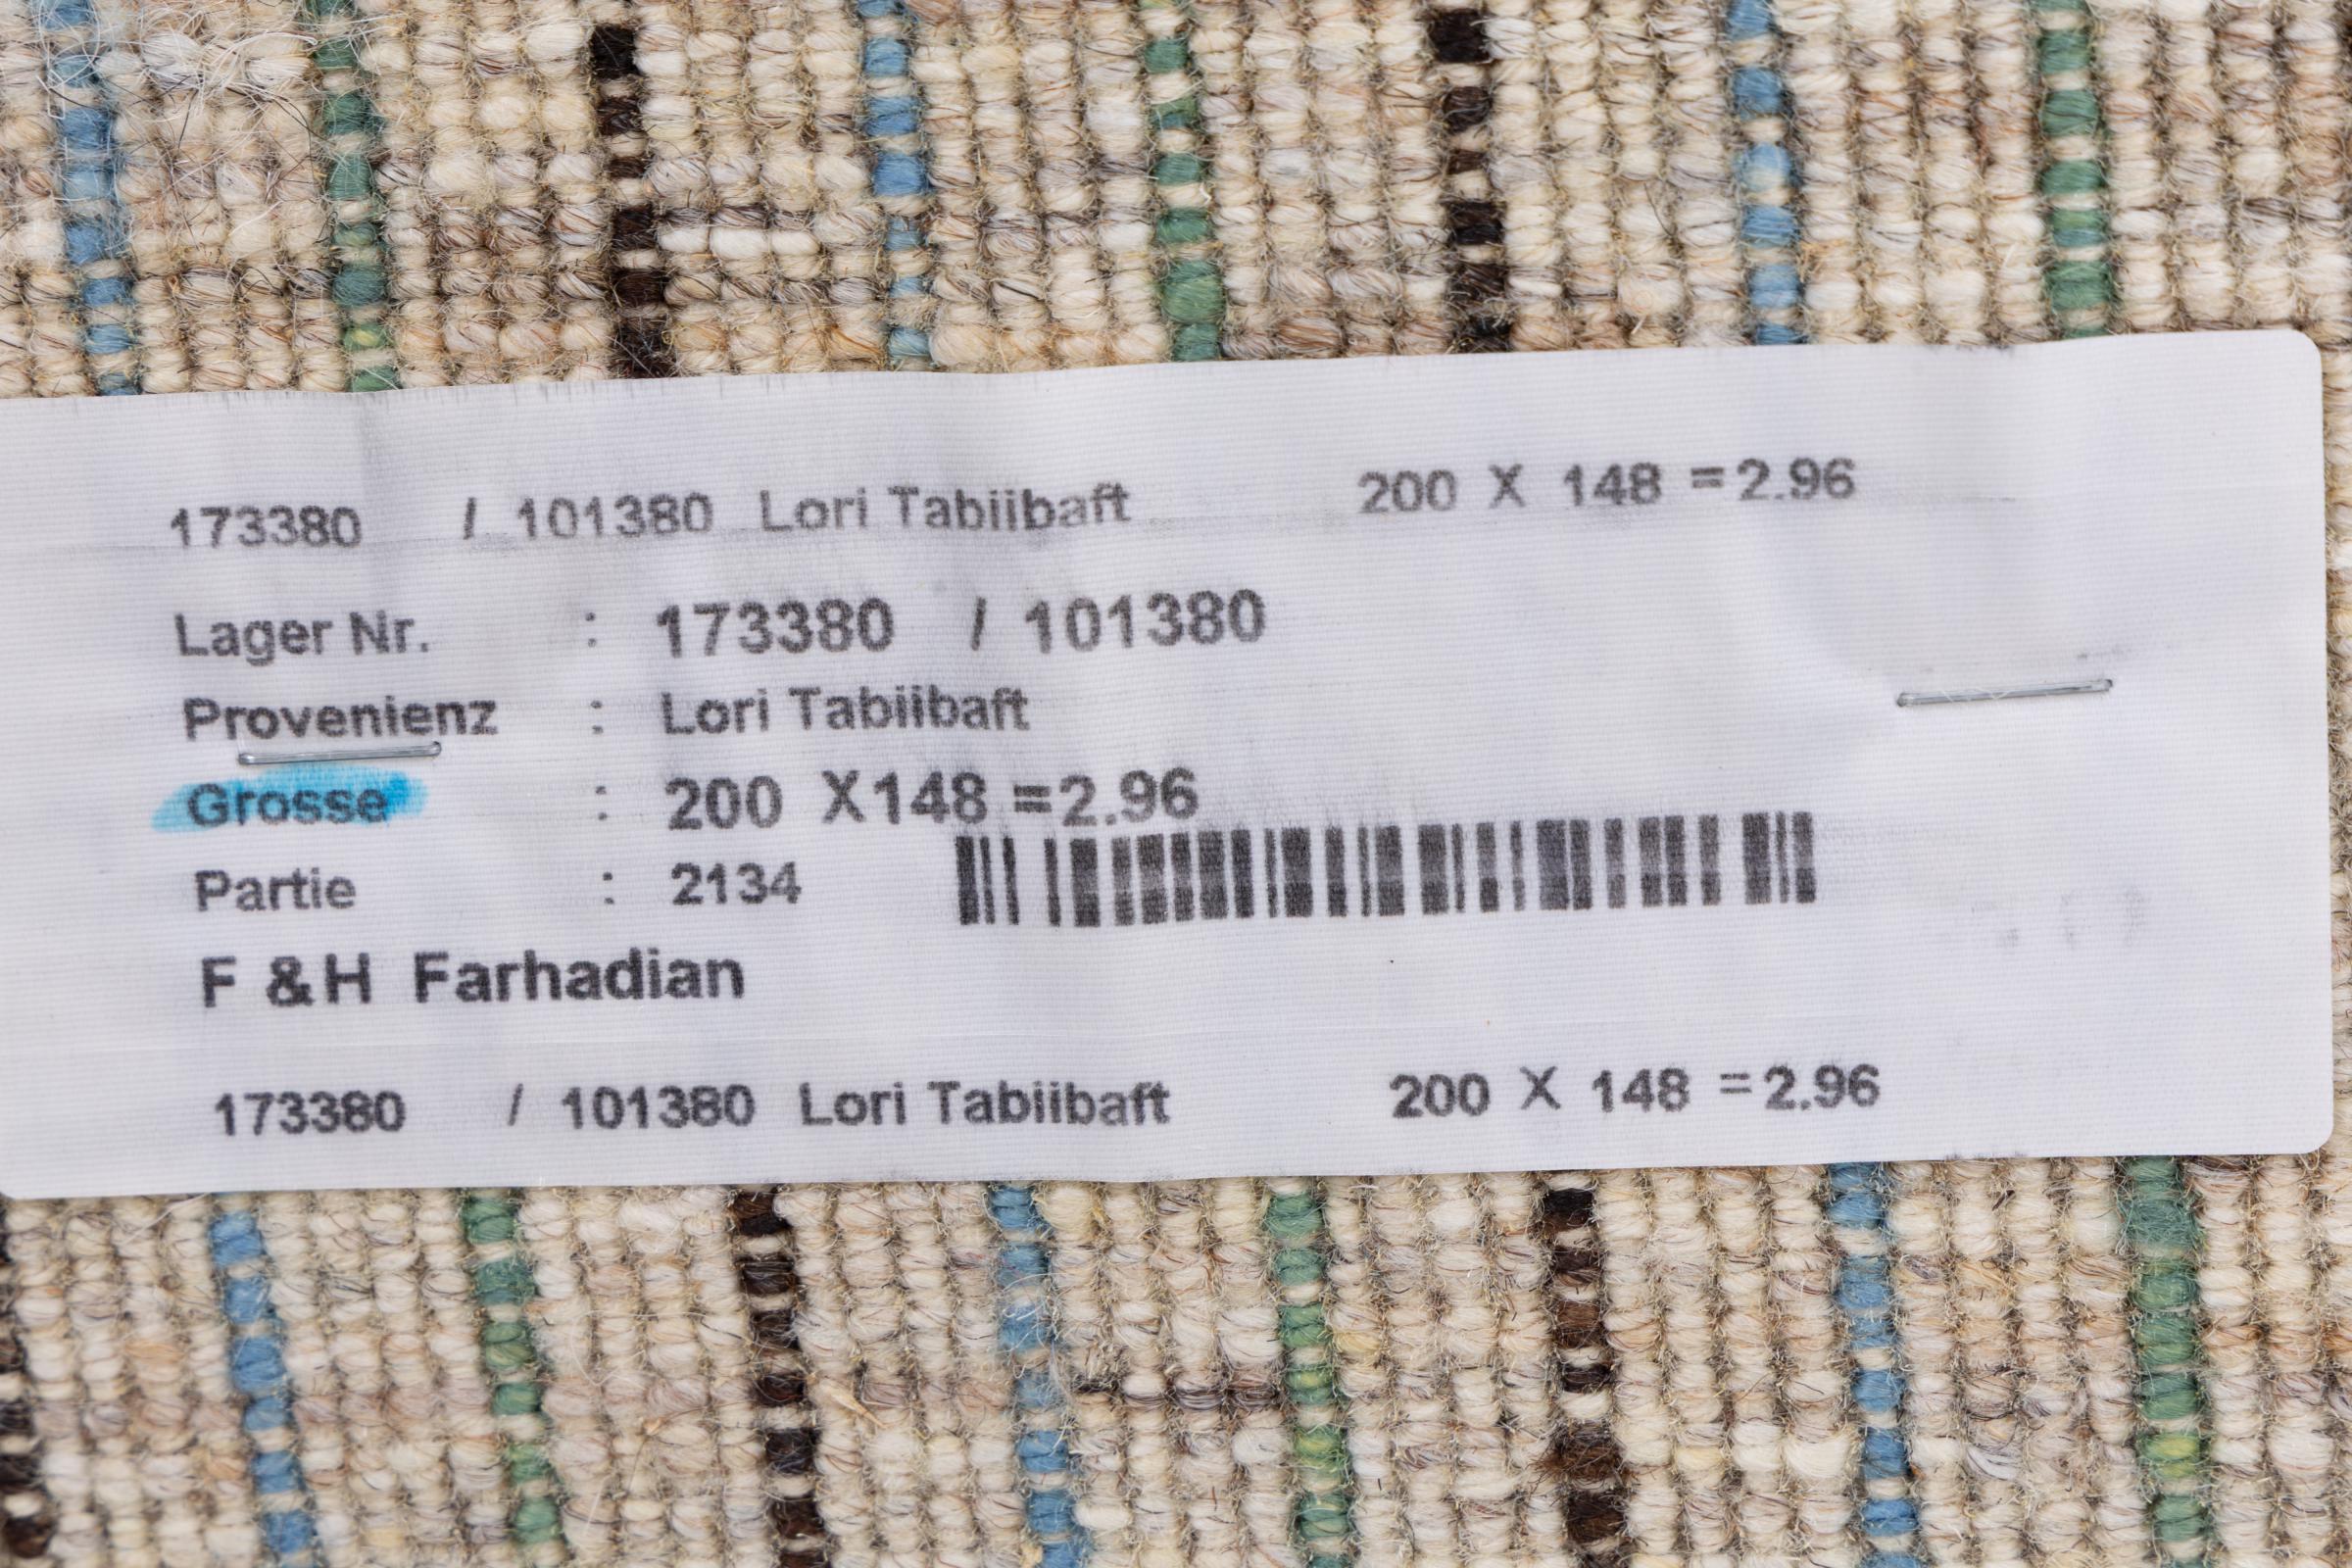 173380 / 101380 Lori Tabiibaft 200 X 148 =2.96
Lager Nr. : 173380 / 101380
Provenienz : Lori Tabiibaft
Grosse : 200 X148 =2.96
Partie : 2134
F &H Farhadian
173380 / 101380 Lori Tabiibaft 200 X 148 =2.96